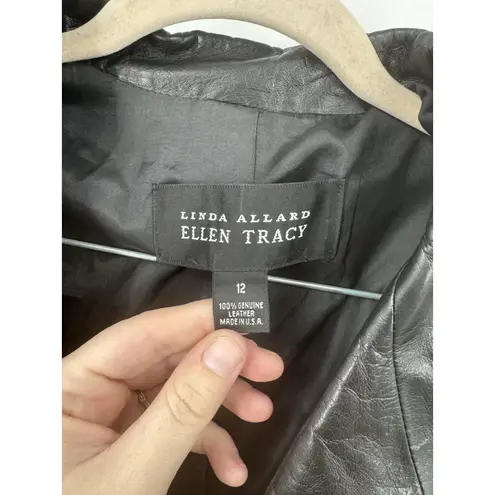 LINDA ALLARD
ELLEN TRACY
12
100% GENUINE
LEATHER
MADE IN U.S.A.